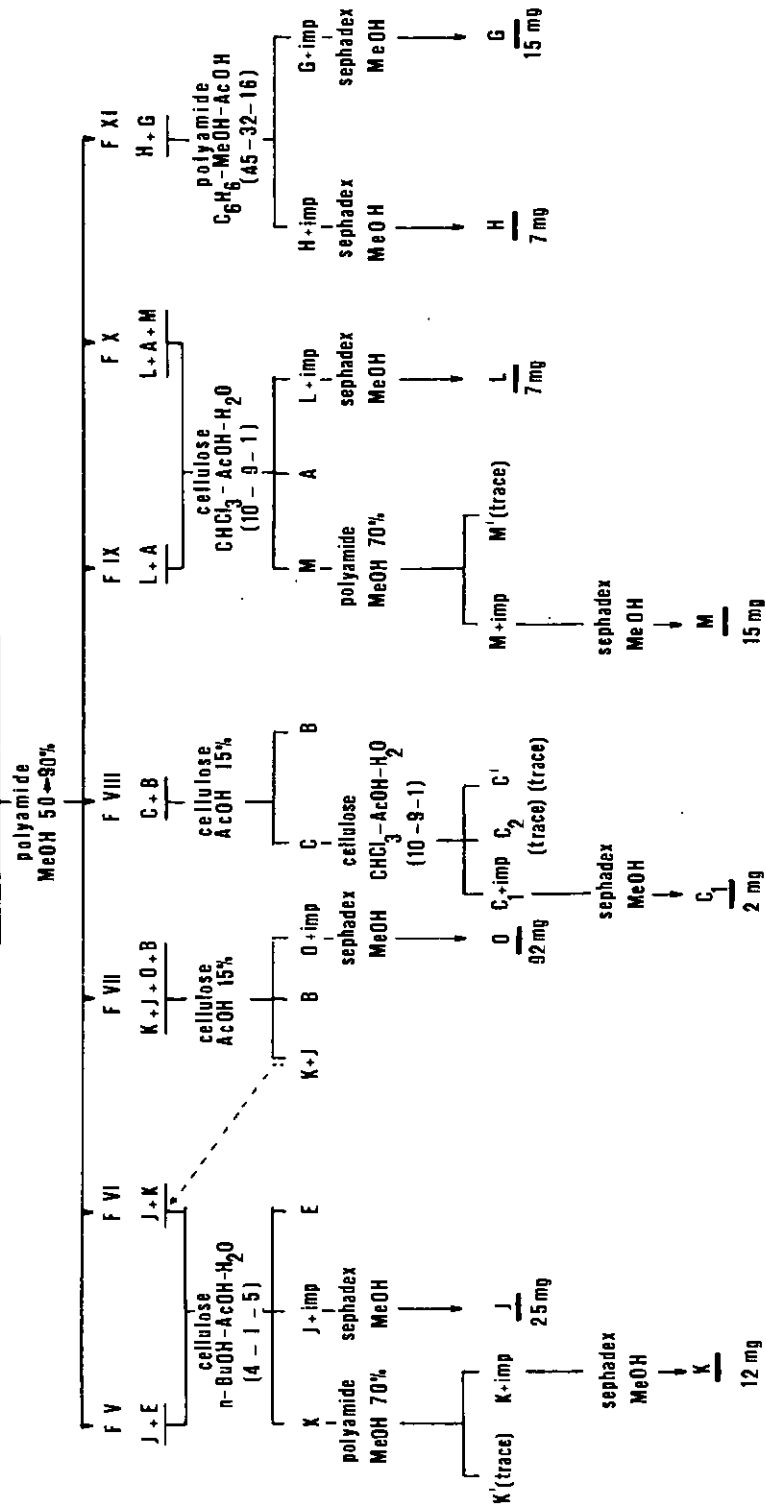 polyamide
MeOH 50←90%
F V
F VI
F VII
F VIII
F IX
F X
F XI
J+E
J+K
K+J+O+B
C+B
L+A
L+A+M
H+G
cellulose
n-BuOH-AcOH-H2O
(4-1-5)
cellulose
AcOH 15%
cellulose
AcOH 15%
cellulose
CHCl3-AcOH-H2O
(10-9-1)
polyamide
C6H6-MeOH-AcOH
(45-32-16)
K
J+imp
E
K+J
B
O+imp
C
B
M
A
L+imp
H+imp
G+imp
polyamide
MeOH 70%
sephadex
MeOH
sephadex
MeOH
cellulose
CHCl3-AcOH-H2O
(10-9-1)
polyamide
MeOH 70%
sephadex
MeOH
sephadex
MeOH
sephadex
MeOH
K'(trace)
K+imp
J
25 mg
O
92 mg
C1+imp
C2
(trace)
C'
(trace)
M+imp
M'(trace)
L
7 mg
H
7 mg
G
15 mg
sephadex
MeOH
sephadex
MeOH
sephadex
MeOH
K
12 mg
C1
2 mg
M
15 mg